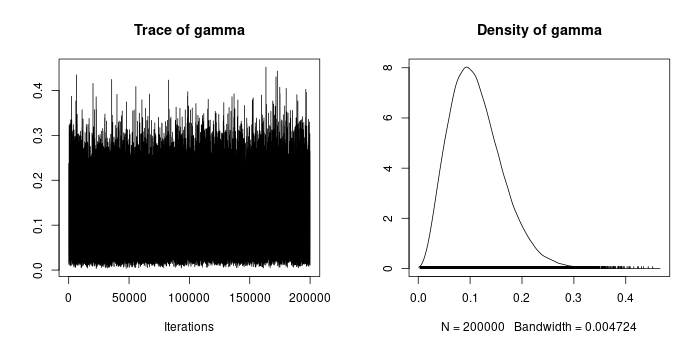 Trace of gamma
0.4
0.3
0.2
0.1
0.0
0 50000 100000 150000 200000
Iterations
Density of gamma
8
6
4
2
0
0.0 0.1 0.2 0.3 0.4
N = 200000 Bandwidth = 0.004724